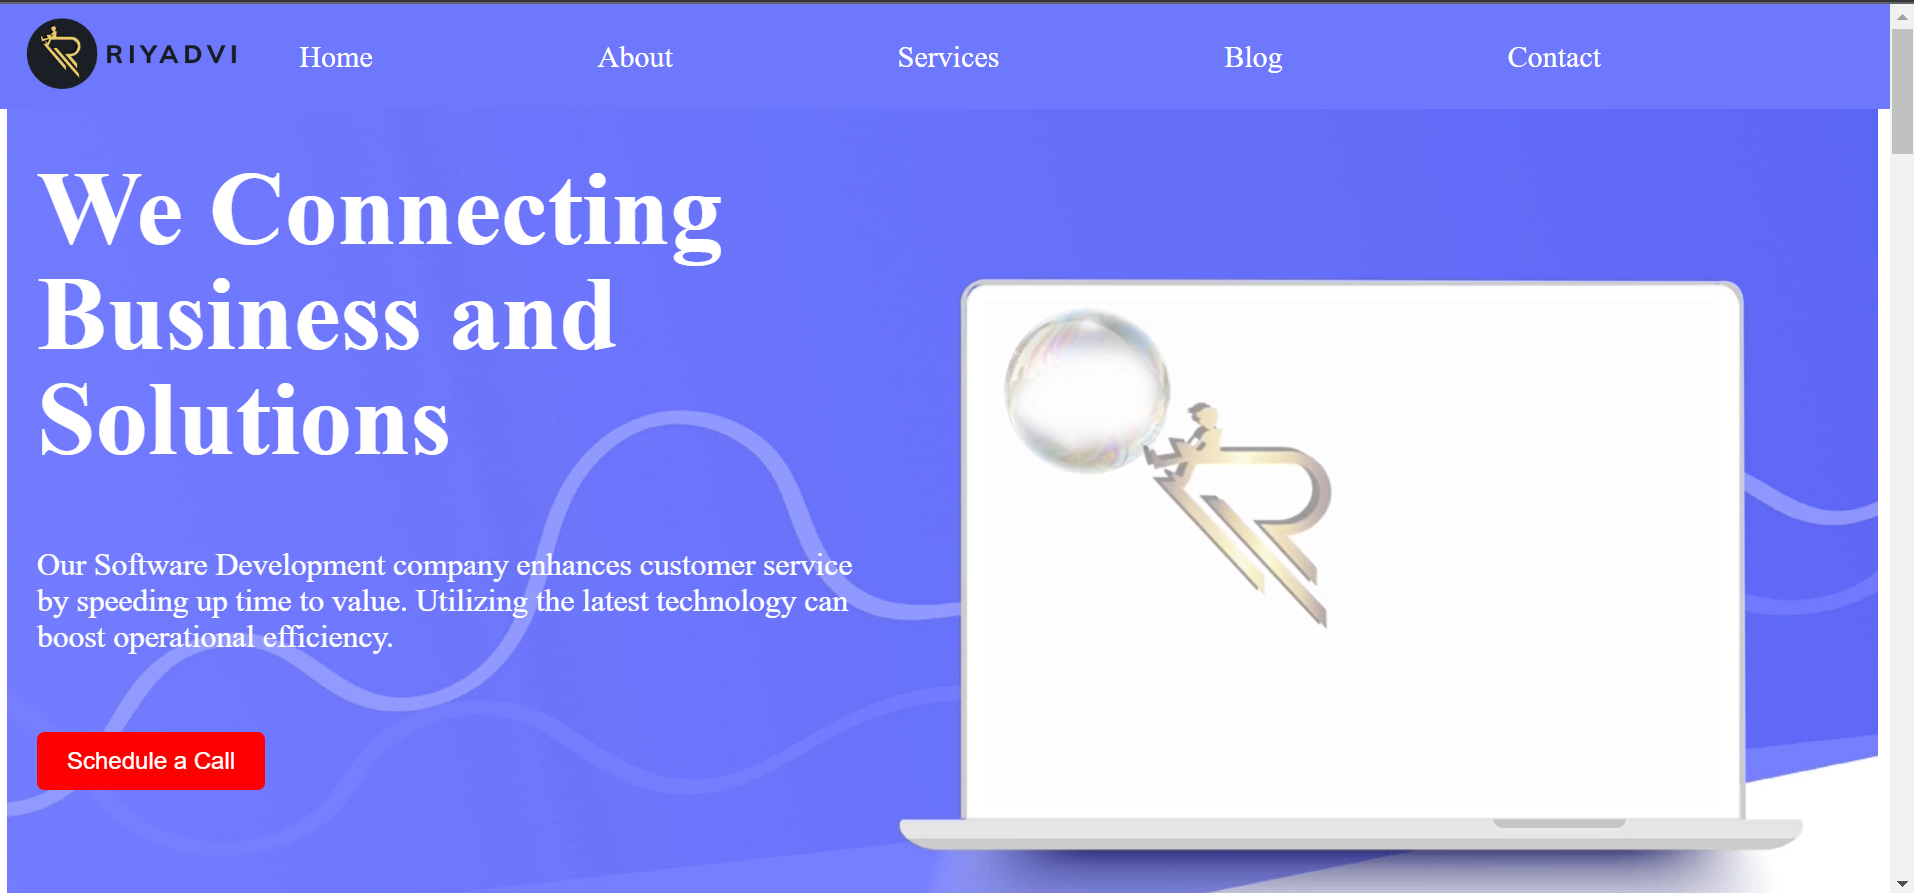 RIYADVI
Home
About
Services
Blog
Contact
We Connecting
Business and
Solutions
Our Software Development company enhances customer service
by speeding up time to value. Utilizing the latest technology can
boost operational efficiency.
Schedule a Call